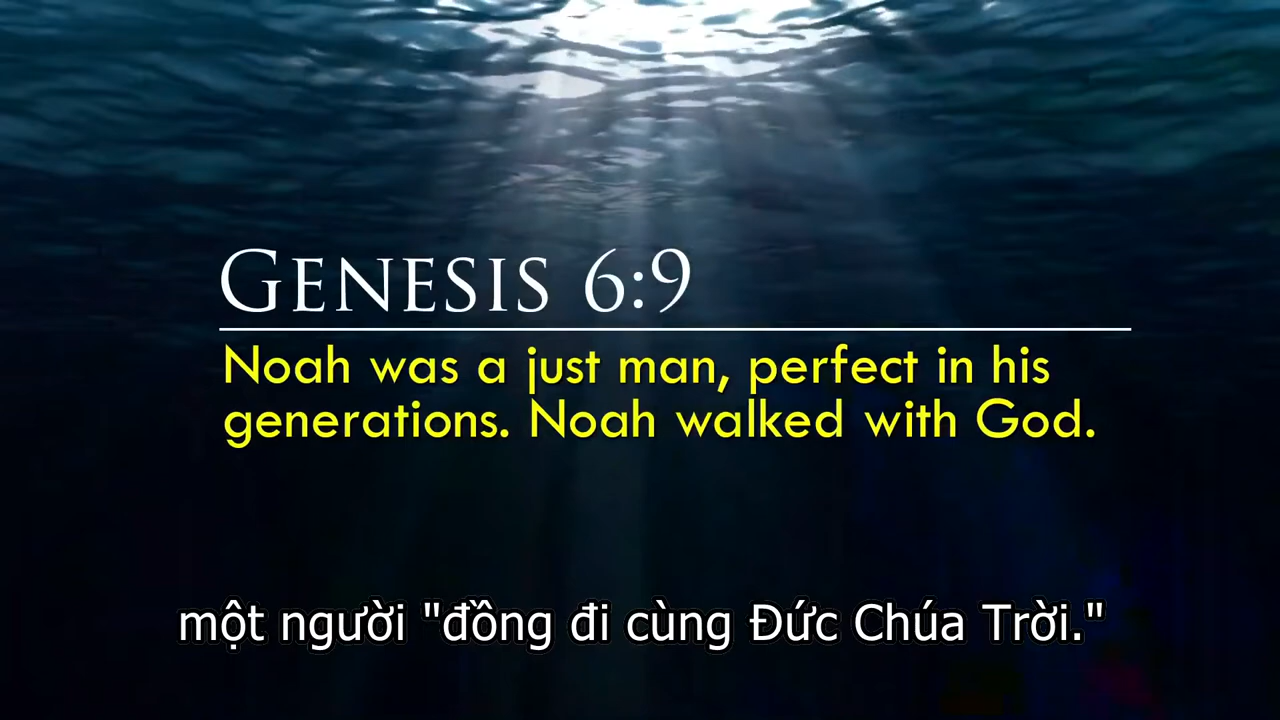 Genesis 6:9
Noah was a just man, perfect in his
generations. Noah walked with God.
một người "đồng đi cùng Đức Chúa Trời."